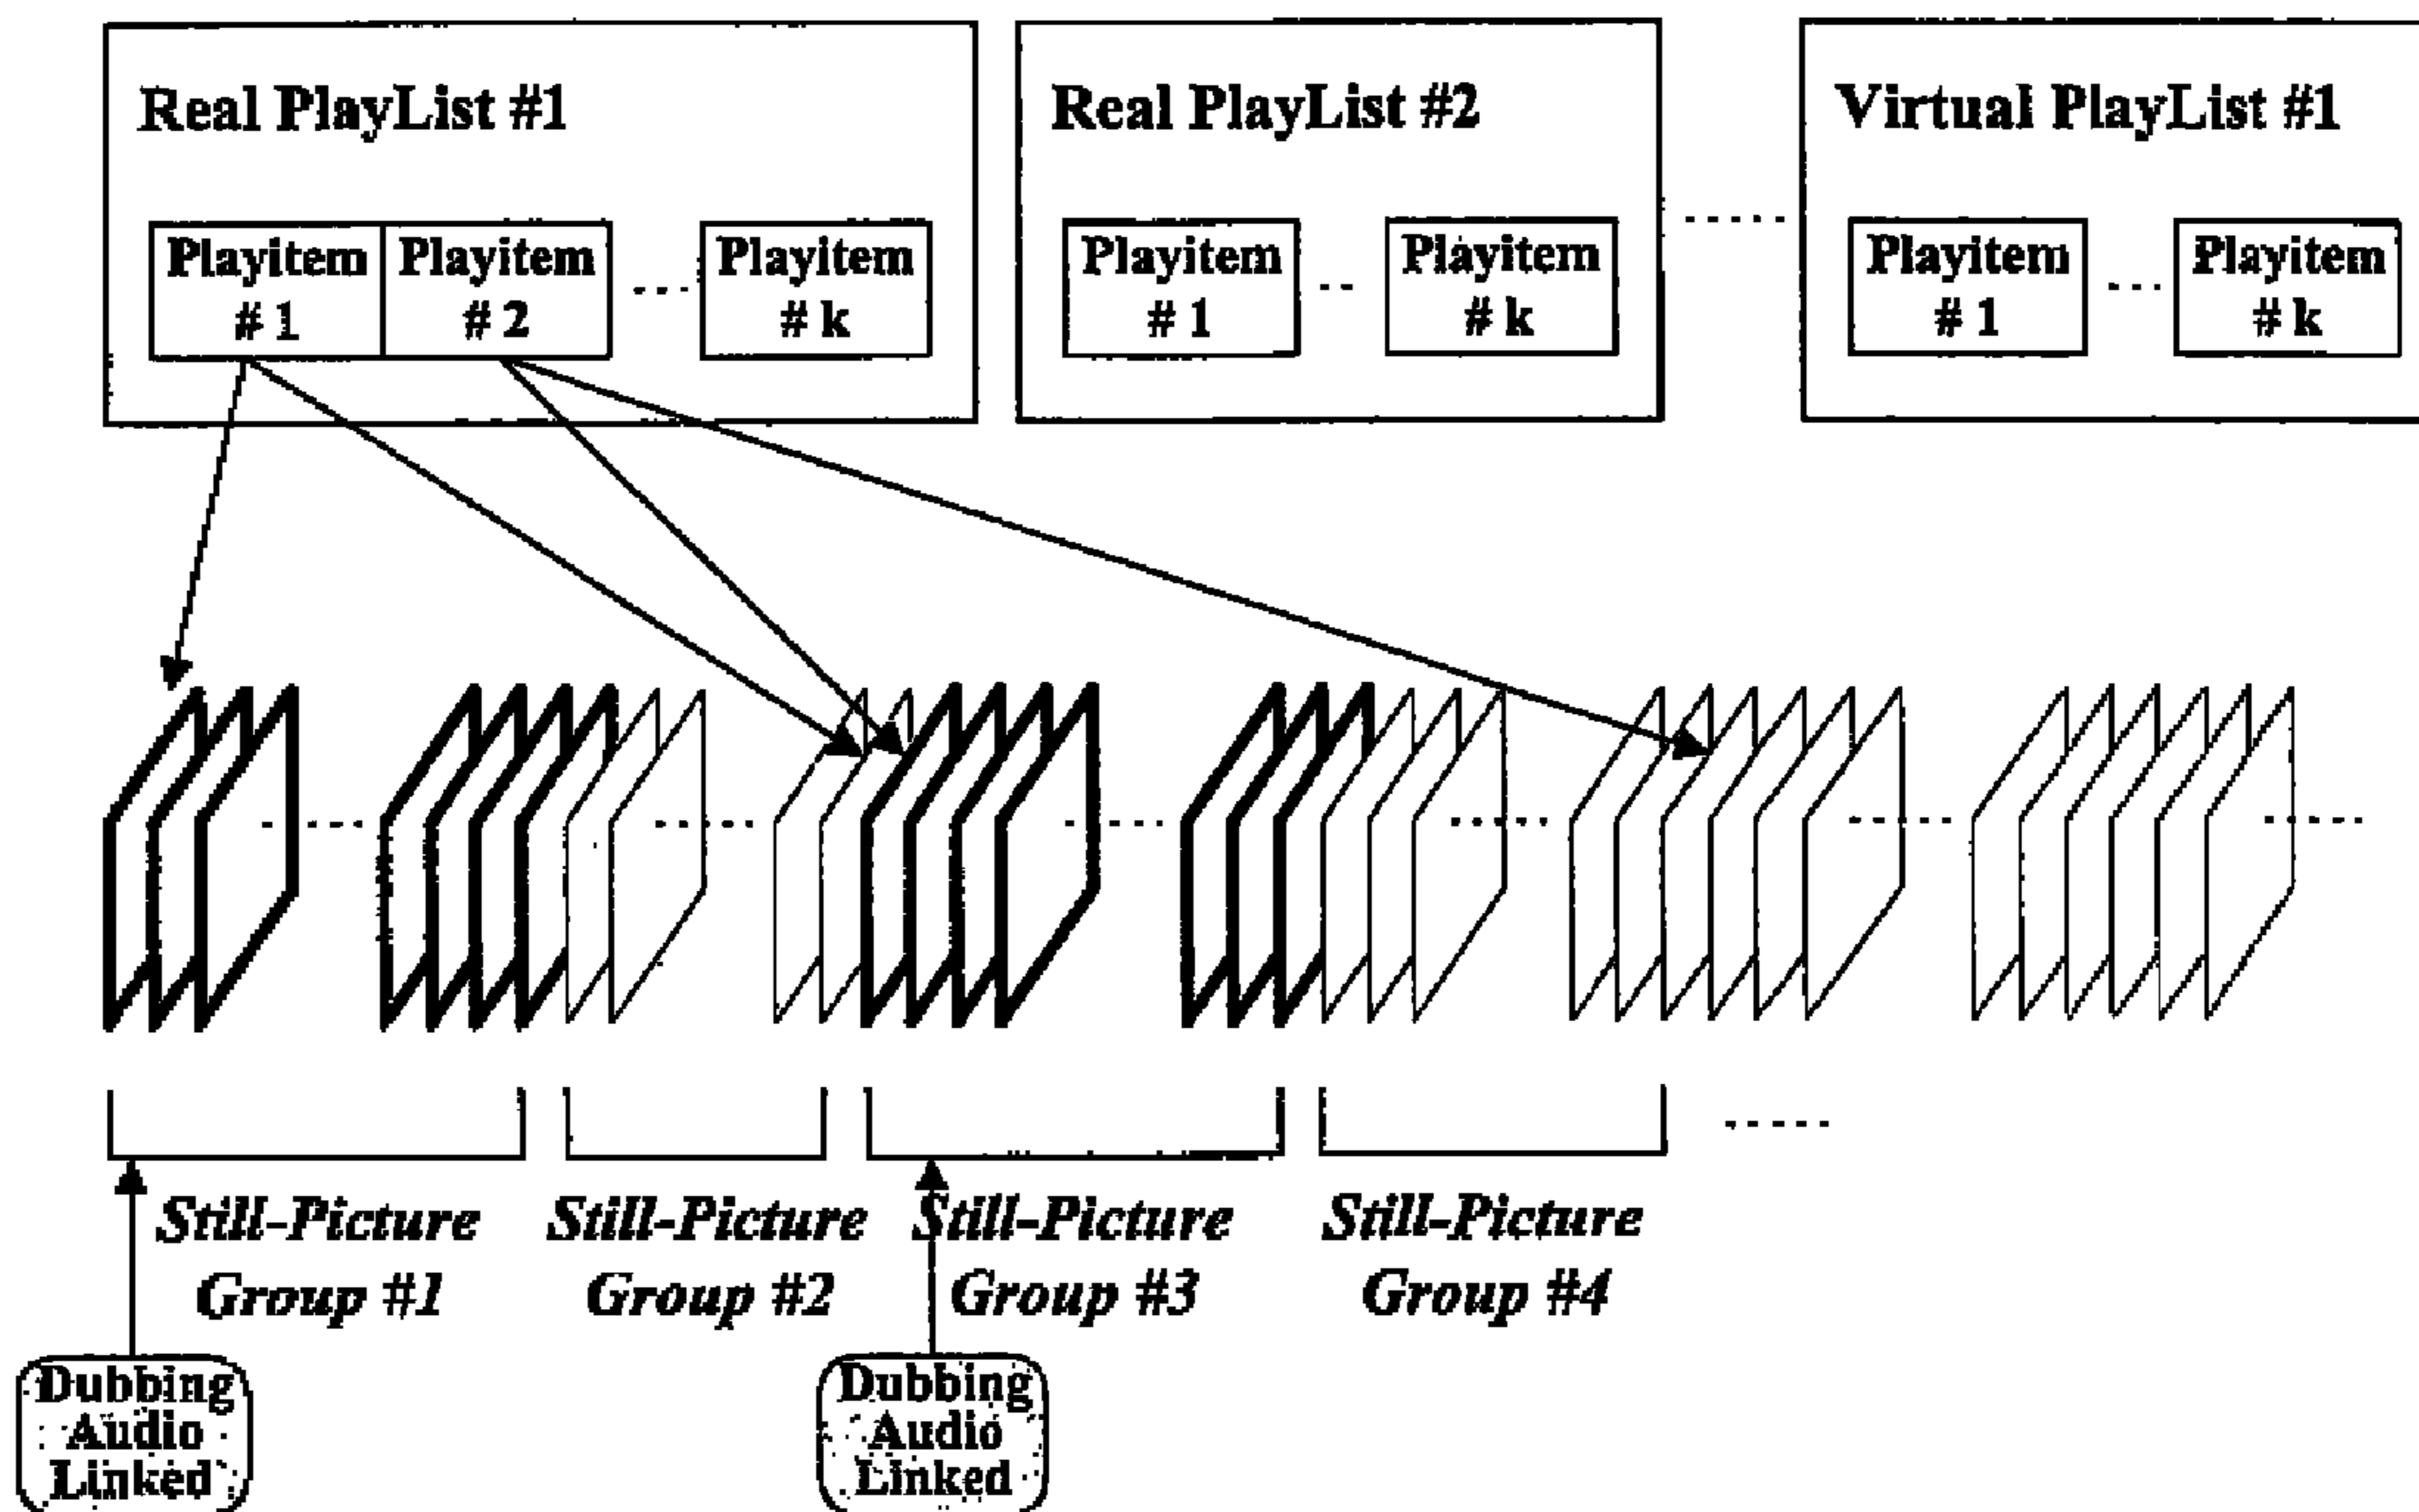 Real PlayList #1
Real PlayList #2
Virtual PlayList #1
Playitem
# 1
Playitem
# 2
Playitem
# k
Playitem
# 1
Playitem
# k
Playitem
# 1
Playitem
# k
Still-Picture
Group #1
Still-Picture
Group #2
Still-Picture
Group #3
Still-Picture
Group #4
Dubbing
Audio
Linked
Dubbing
Audio
Linked